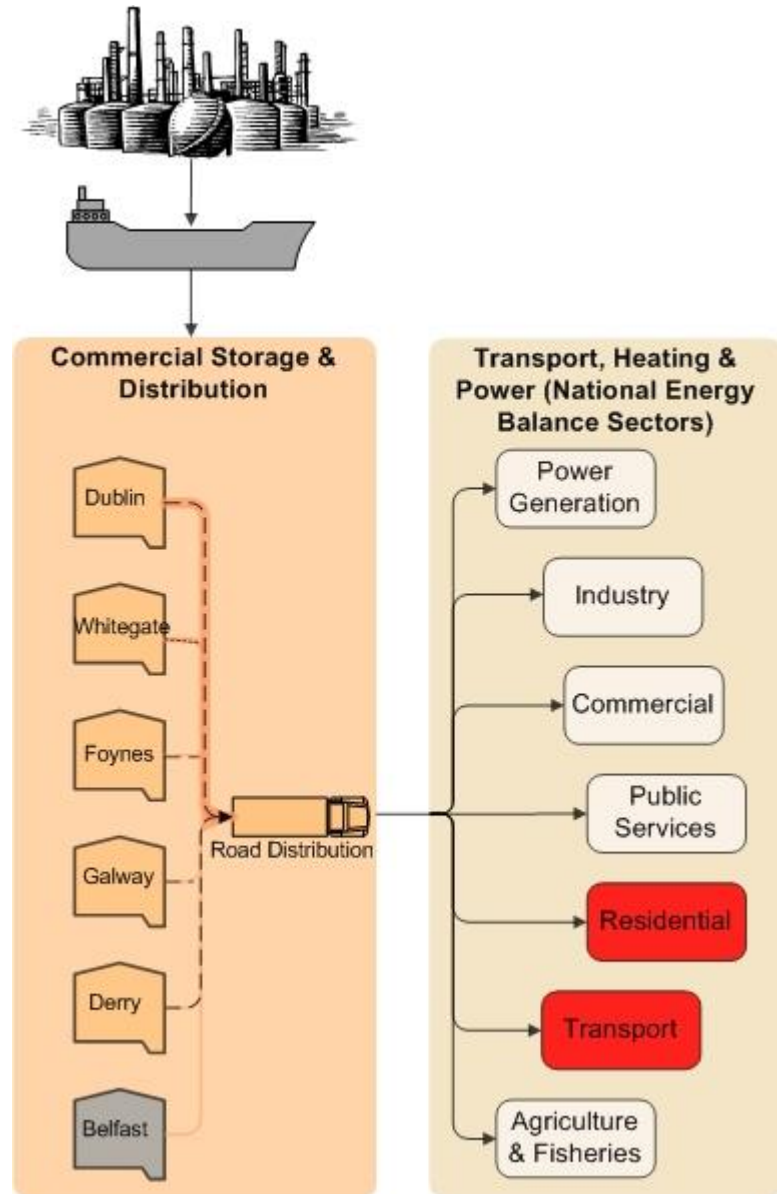 Commercial Storage &
Distribution
Dublin
Whitegate
Foynes
Galway
Derry
Belfast
Road Distribution
Transport, Heating &
Power (National Energy
Balance Sectors)
Power
Generation
Industry
Commercial
Public
Services
Residential
Transport
Agriculture
& Fisheries